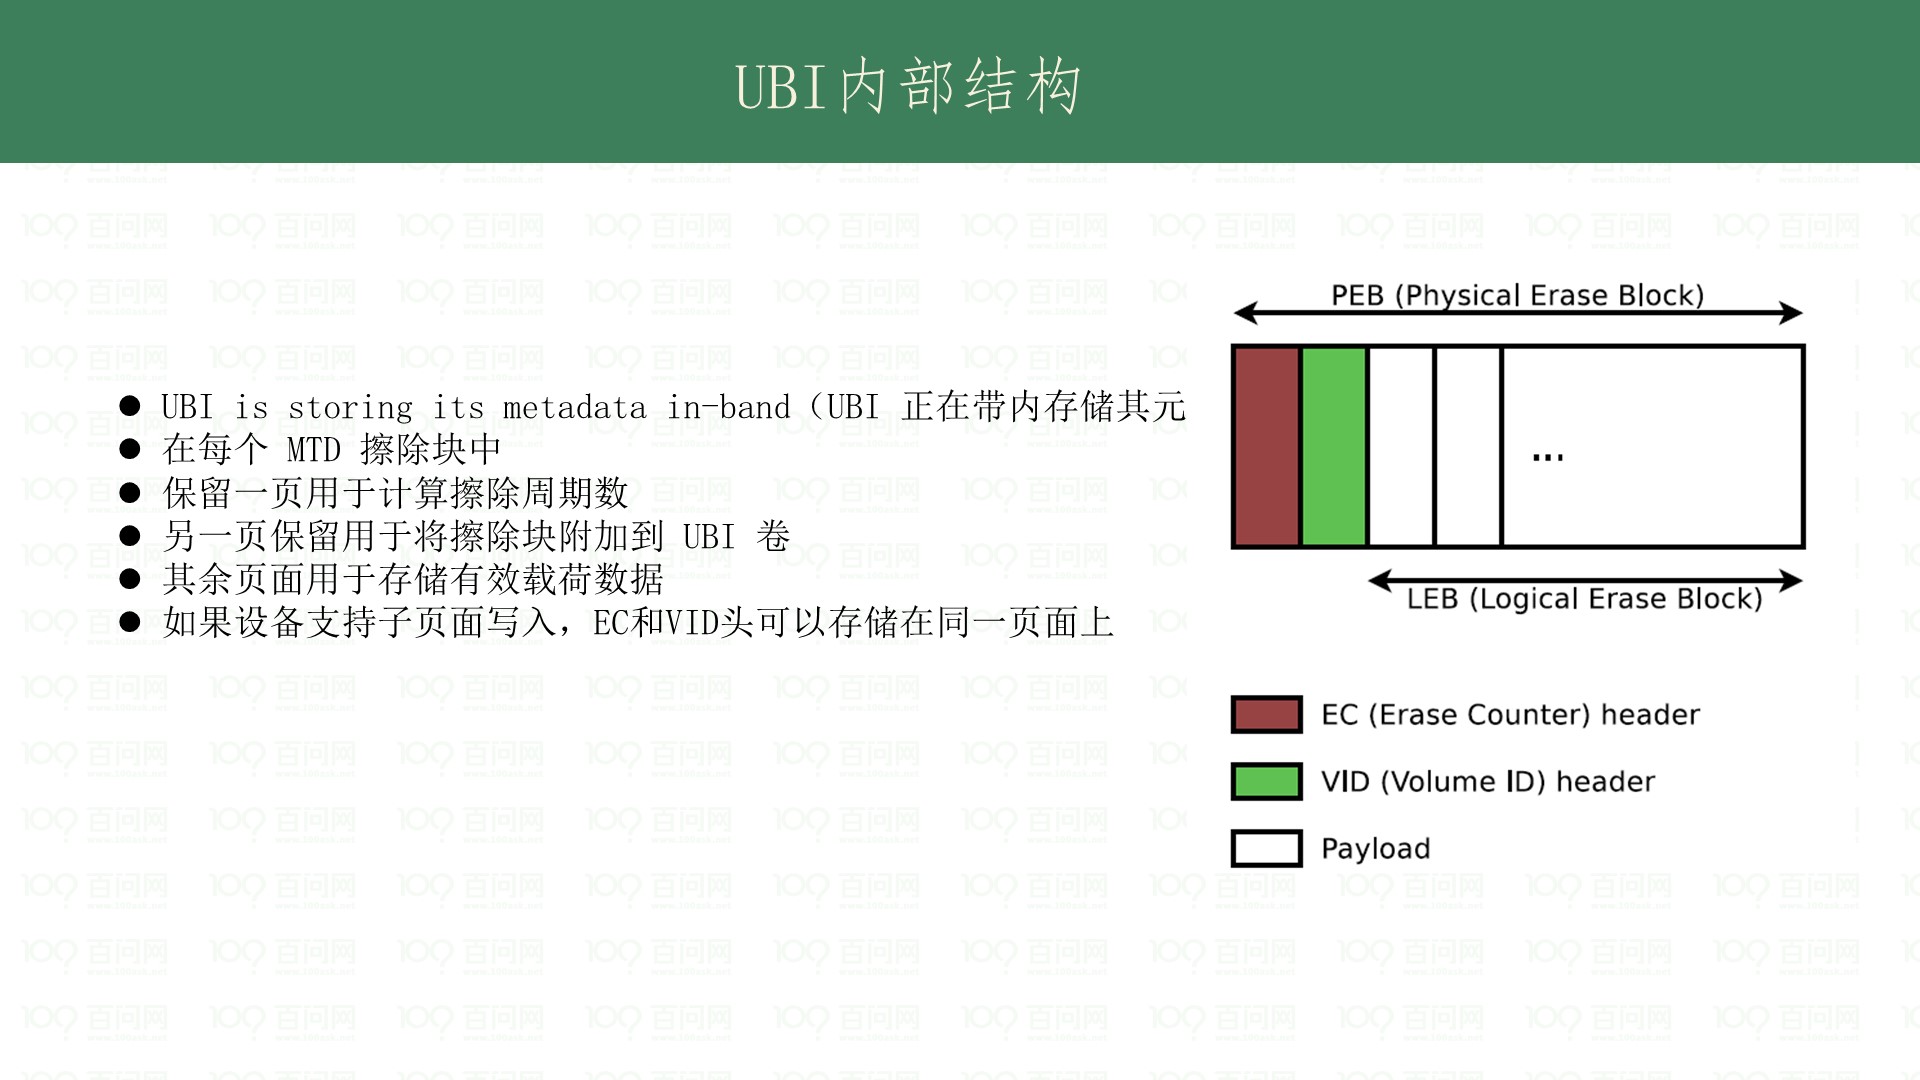 UBI内部结构
UBI is storing its metadata in-band（UBI 正在带内存储其元
在每个 MTD 擦除块中
保留一页用于计算擦除周期数
另一页保留用于将擦除块附加到 UBI 卷
其余页面用于存储有效载荷数据
如果设备支持子页面写入，EC和VID头可以存储在同一页面上
PEB (Physical Erase Block)
...
LEB (Logical Erase Block)
EC (Erase Counter) header
VID (Volume ID) header
Payload